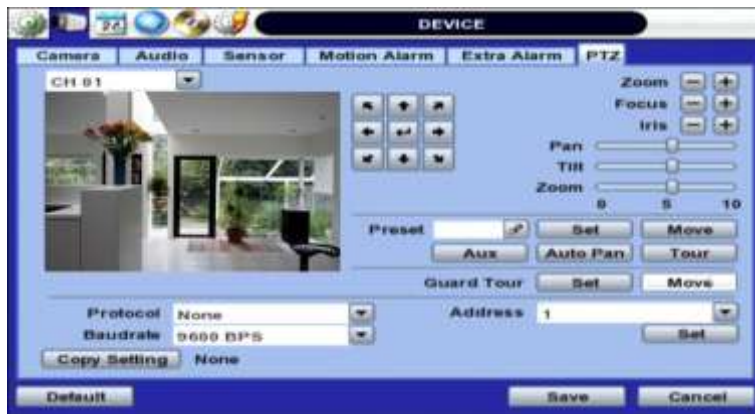 DEVICE
Camera Audio Sensor Motion Alarm Extra Alarm PTZ
CH 01
Zoom - +
Focus - +
Iris - +
Pan
Tilt
Zoom
0 5 10
Preset Set Move
Aux Auto Pan Tour
Guard Tour Set Move
Protocol None Address 1
Baudrate 9600 BPS Set
Copy Setting None
Default Save Cancel